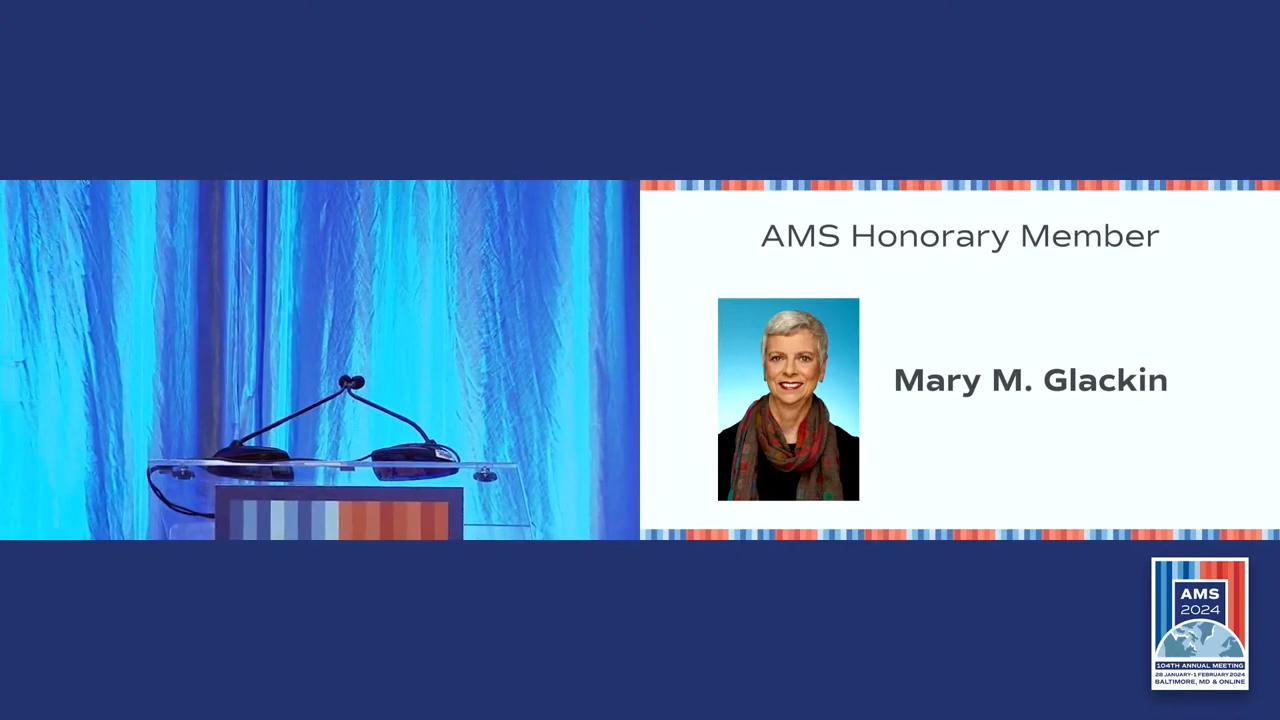 AMS Honorary Member
Mary M. Glackin
AMS
2024
104TH ANNUAL MEETING
28 JANUARY-1 FEBRUARY 2024
BALTIMORE, MD & ONLINE